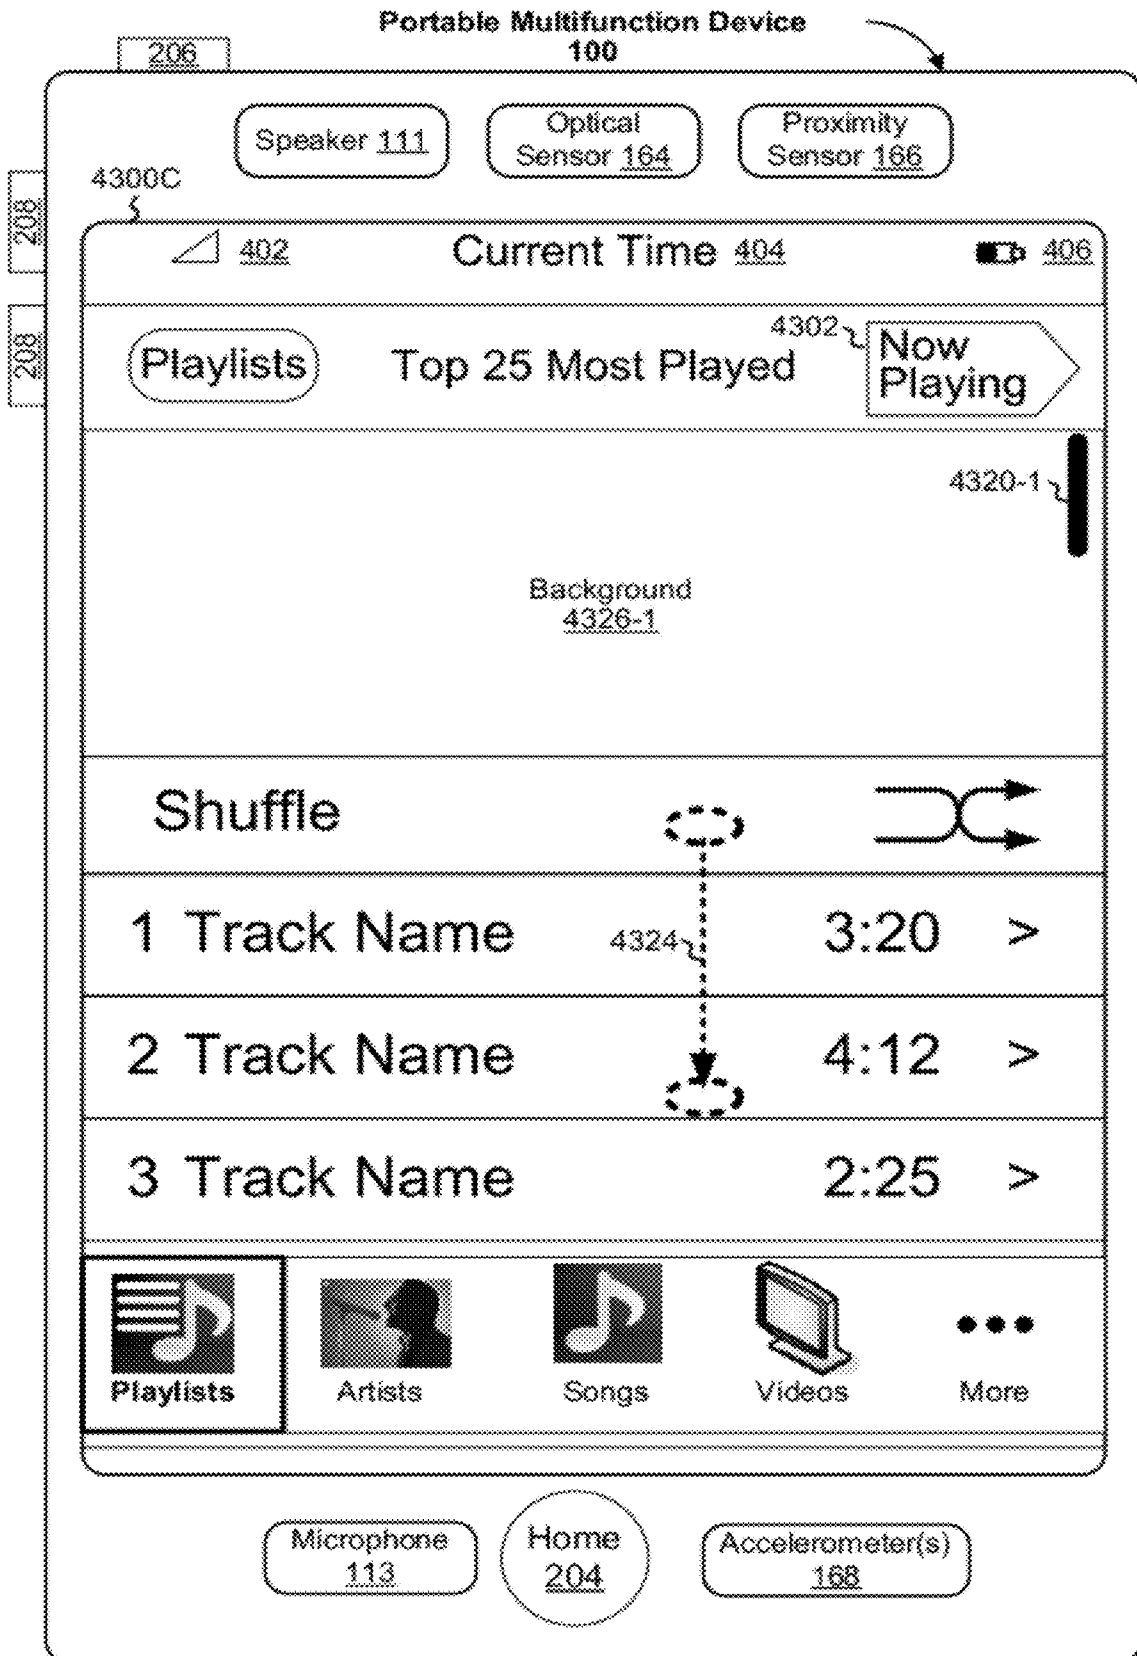 Portable Multifunction Device
100
206
Speaker 111
Optical
Sensor 164
Proximity
Sensor 166
4300C
208
208
402
Current Time 404
406
Playlists
Top 25 Most Played
4302
Now
Playing
4320-1
Background
4326-1
Shuffle
1 Track Name
3:20 >
4324
2 Track Name
4:12 >
3 Track Name
2:25 >
Playlists
Artists
Songs
Videos
More
Microphone
113
Home
204
Accelerometer(s)
168